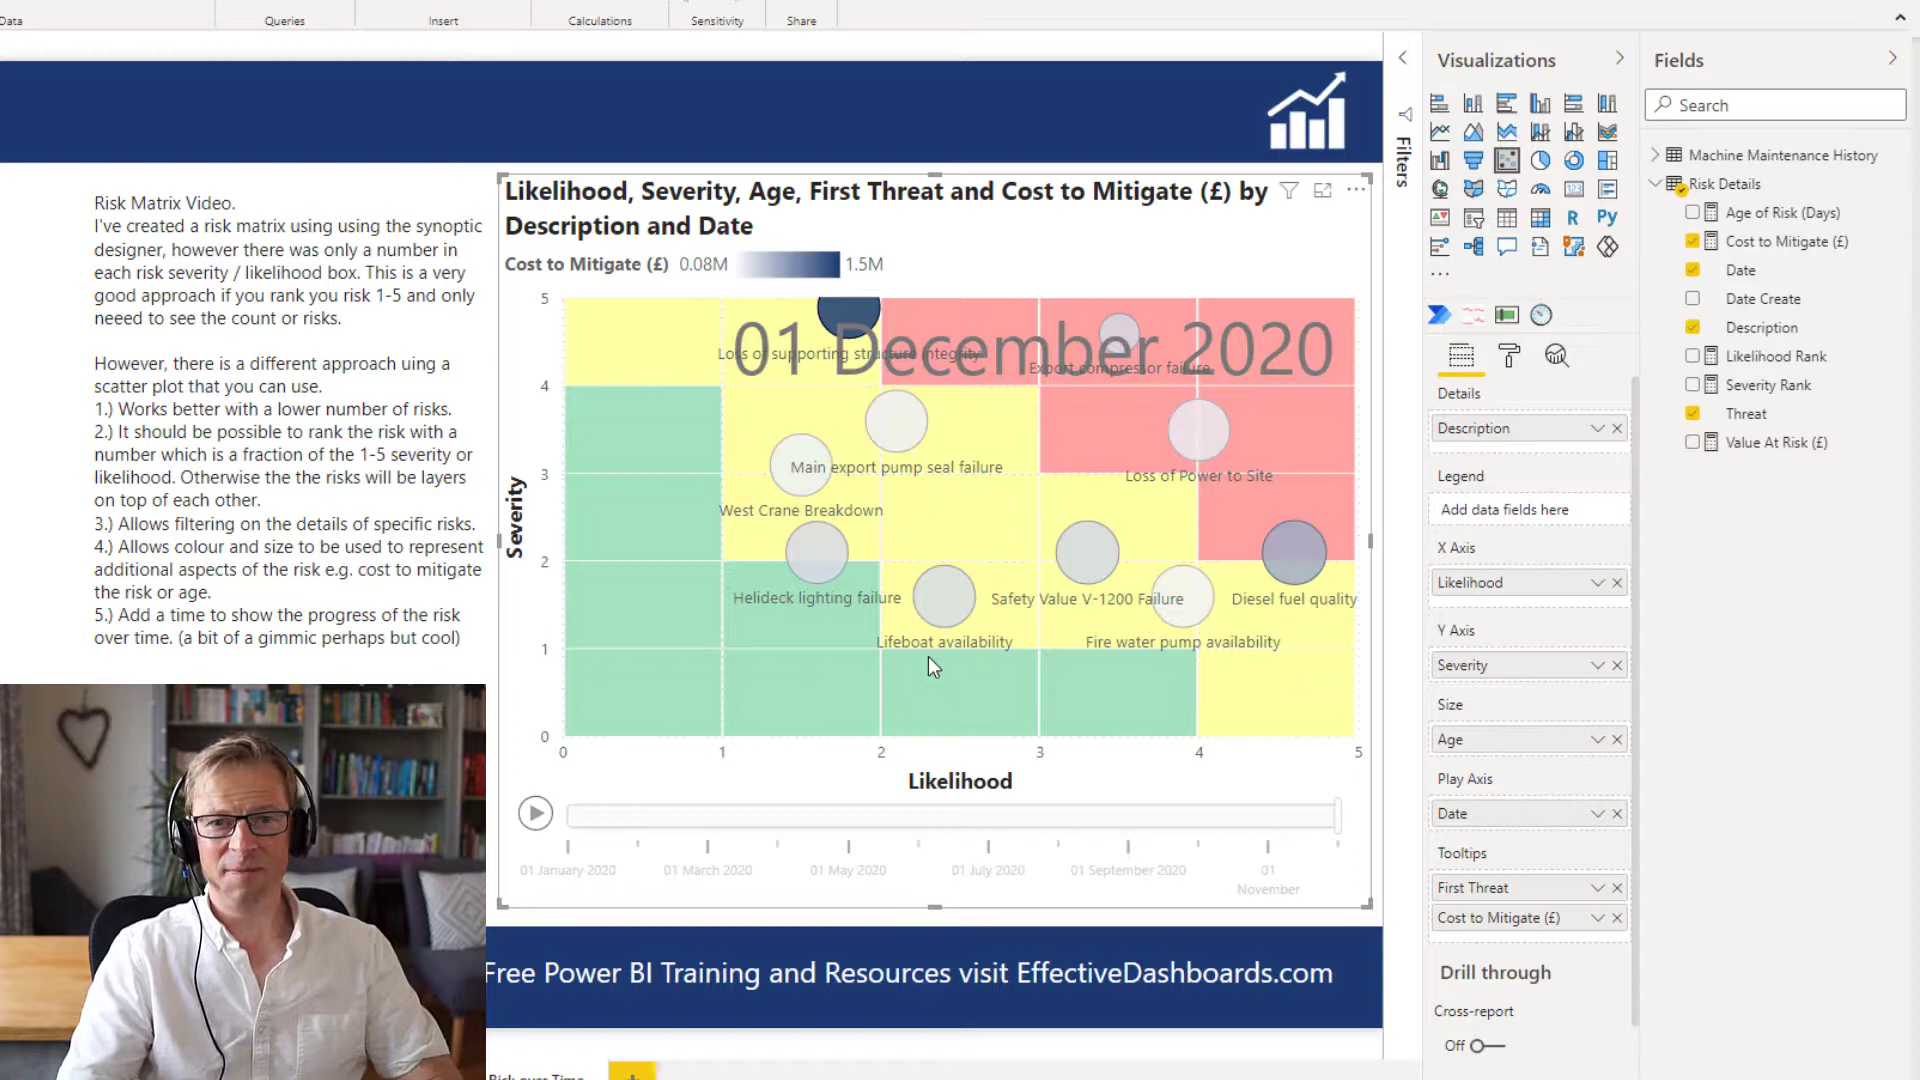 Data
Queries
Insert
Calculations
Sensitivity
Share
Risk Matrix Video.
I've created a risk matrix using using the synoptic
designer, however there was only a number in
each risk severity / likelihood box. This is a very
good approach if you rank you risk 1-5 and only
neeed to see the count or risks.
However, there is a different approach uing a
scatter plot that you can use.
1.) Works better with a lower number of risks.
2.) It should be possible to rank the risk with a
number which is a fraction of the 1-5 severity or
likelihood. Otherwise the the risks will be layers
on top of each other.
3.) Allows filtering on the details of specific risks.
4.) Allows colour and size to be used to represent
additional aspects of the risk e.g. cost to mitigate
the risk or age.
5.) Add a time to show the progress of the risk
over time. (a bit of a gimmic perhaps but cool)
Likelihood, Severity, Age, First Threat and Cost to Mitigate (£) by
Description and Date
Cost to Mitigate (£) 0.08M 1.5M
5
4
3
2
1
0
Severity
01 December 2020
Loss of supporting structure integrity
Export compressor failure
Main export pump seal failure
Loss of Power to Site
West Crane Breakdown
Helideck lighting failure
Safety Value V-1200 Failure
Diesel fuel quality
Lifeboat availability
Fire water pump availability
0 1 2 3 4 5
Likelihood
01 January 2020
01 March 2020
01 May 2020
01 July 2020
01 September 2020
01
November
Free Power BI Training and Resources visit EffectiveDashboards.com
Risk over Time
Filters
Visualizations
R
Py
Details
Description
Legend
Add data fields here
X Axis
Likelihood
Y Axis
Severity
Size
Age
Play Axis
Date
Tooltips
First Threat
Cost to Mitigate (£)
Drill through
Cross-report
Off
Fields
Search
Machine Maintenance History
Risk Details
Age of Risk (Days)
Cost to Mitigate (£)
Date
Date Create
Description
Likelihood Rank
Severity Rank
Threat
Value At Risk (£)